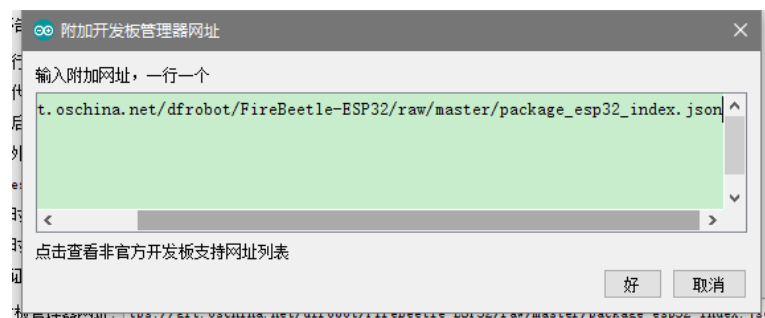 附加开发板管理器网址
输入附加网址，一行一个
t.oschina.net/dfrobot/FireBeetle-ESP32/raw/master/package_esp32_index.json
点击查看非官方开发板支持网址列表
好 取消